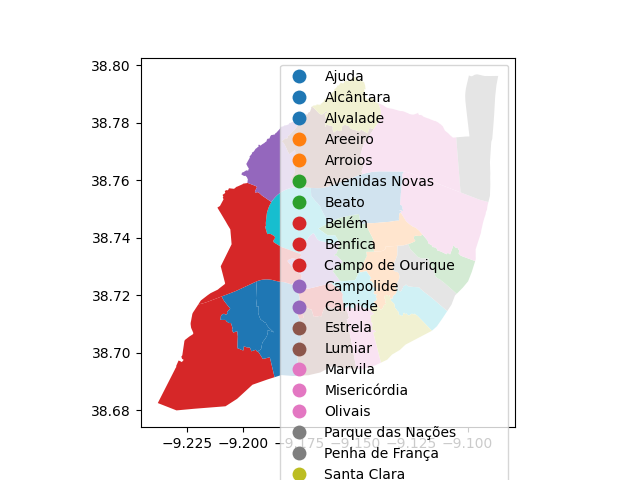 38.80
38.78
38.76
38.74
38.72
38.70
38.68
−9.225 −9.200 −9.175 −9.150 −9.125 −9.100
Ajuda
Alcântara
Alvalade
Areeiro
Arroios
Avenidas Novas
Beato
Belém
Benfica
Campo de Ourique
Campolide
Carnide
Estrela
Lumiar
Marvila
Misericórdia
Olivais
Parque das Nações
Penha de França
Santa Clara